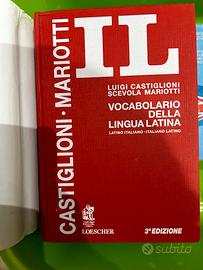 CASTIGLIONI · MARIOTTI
IL
LUIGI CASTIGLIONI
SCEVOLA MARIOTTI
VOCABOLARIO
DELLA
LINGUA LATINA
LATINO ITALIANO · ITALIANO LATINO
LOESCHER
3ª EDIZIONE
subito